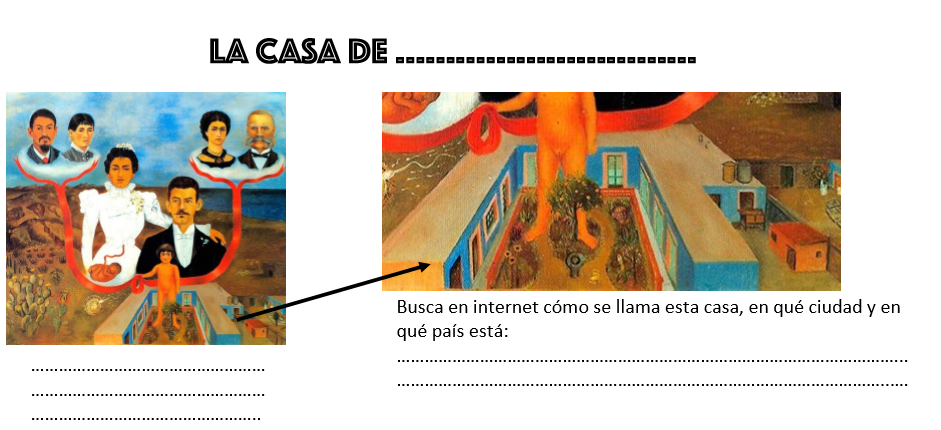 LA CASA DE ..............................
Busca en internet cómo se llama esta casa, en qué ciudad y en
qué país está:
……………………………………………………………………………………………
……………………………………………………………………………………………
…………………………………………
…………………………………………
………………………………………..